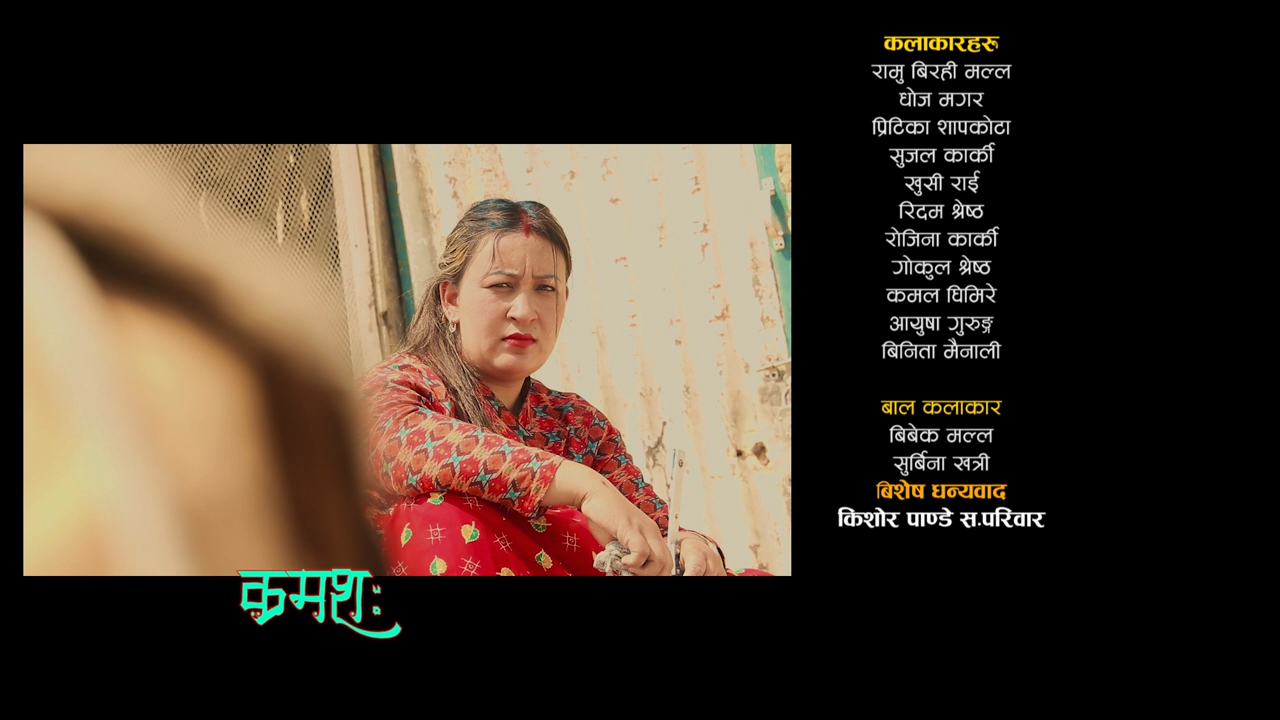 कलाकारहरू
रामु बिरही मल्ल
धोज मगर
प्रिटिका शापकोटा
सुजल कार्की
खुसी राई
रिदम श्रेष्ठ
रोजिना कार्की
गोकुल श्रेष्ठ
कमल घिमिरे
आयुषा गुरुङ्ग
बिनिता मैनाली
बाल कलाकार
बिबेक मल्ल
सुर्बिना खत्री
बिशेष धन्यवाद
किशोर पाण्डे स.परिवार
क्रमशः